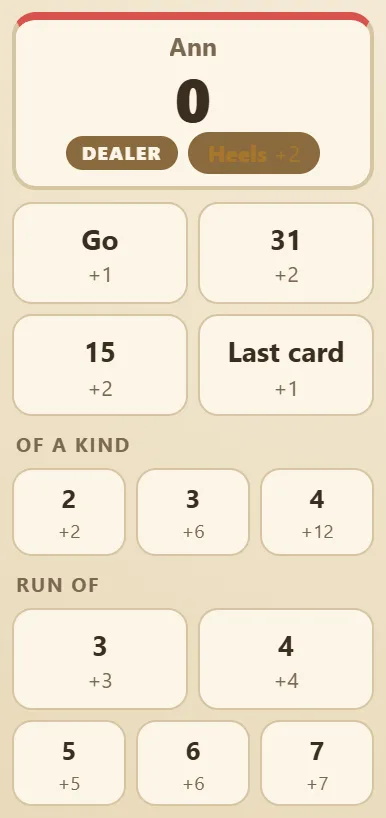 Ann
0
DEALER Heels +2
Go 31
+1 +2
15 Last card
+2 +1
OF A KIND
2 3 4
+2 +6 +12
RUN OF
3 4
+3 +4
5 6 7
+5 +6 +7